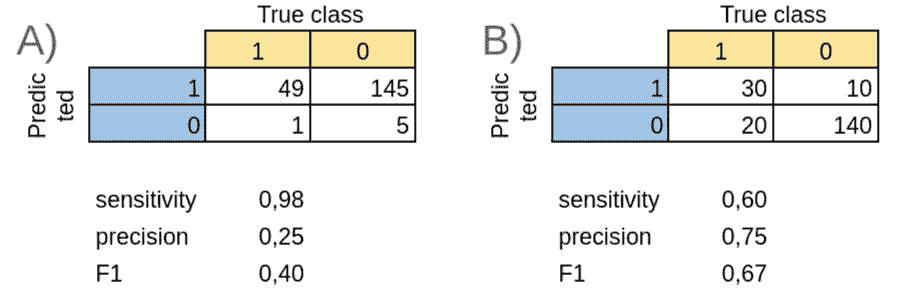 A)
True class
1 0
Predic
ted
1 49 145
0 1 5
sensitivity 0,98
precision 0,25
F1 0,40
B)
True class
1 0
Predic
ted
1 30 10
0 20 140
sensitivity 0,60
precision 0,75
F1 0,67